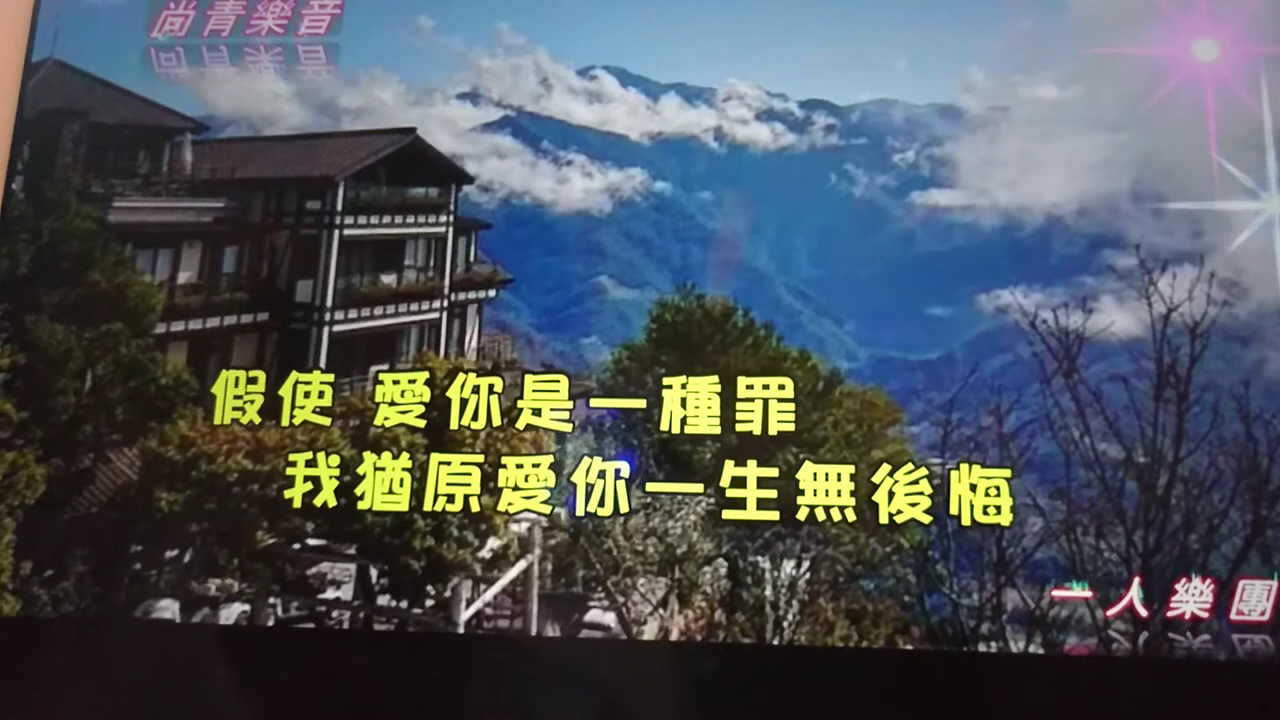 尚青樂音
假使 愛你是一種罪
我猶原愛你一生無後悔
一人樂團